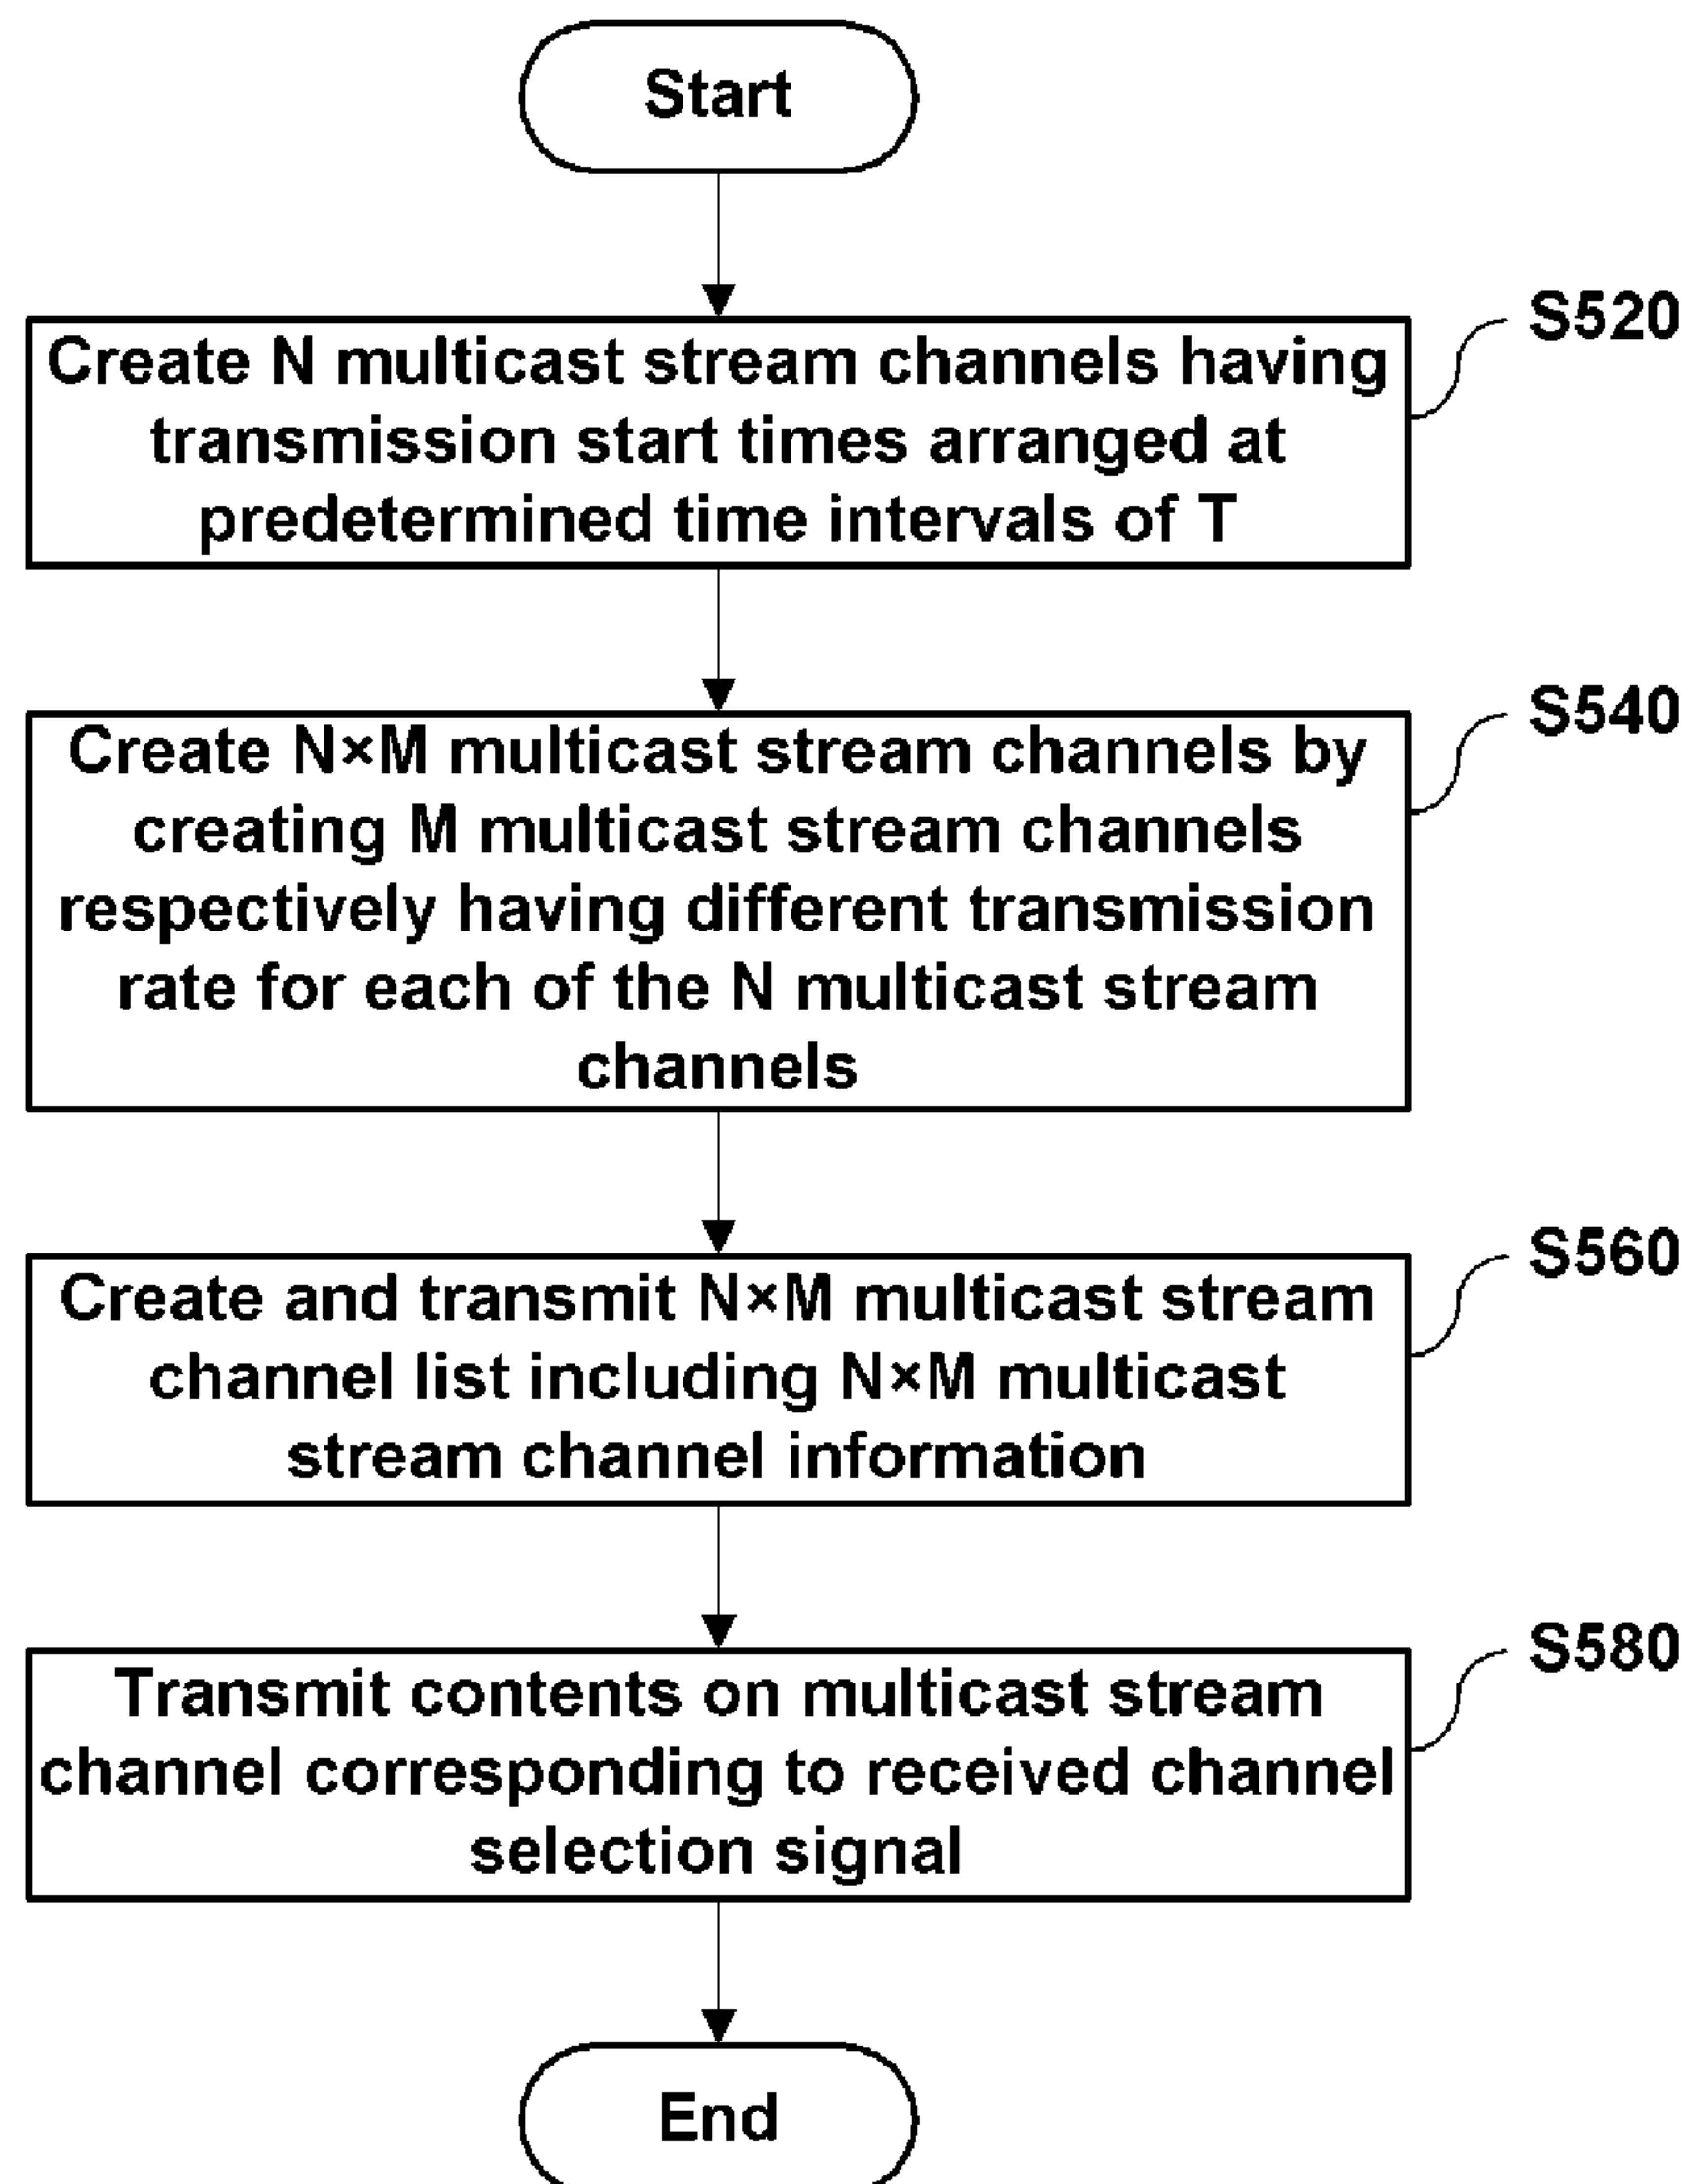 Start
S520
Create N multicast stream channels having
transmission start times arranged at
predetermined time intervals of T
S540
Create N×M multicast stream channels by
creating M multicast stream channels
respectively having different transmission
rate for each of the N multicast stream
channels
S560
Create and transmit N×M multicast stream
channel list including N×M multicast
stream channel information
S580
Transmit contents on multicast stream
channel corresponding to received channel
selection signal
End